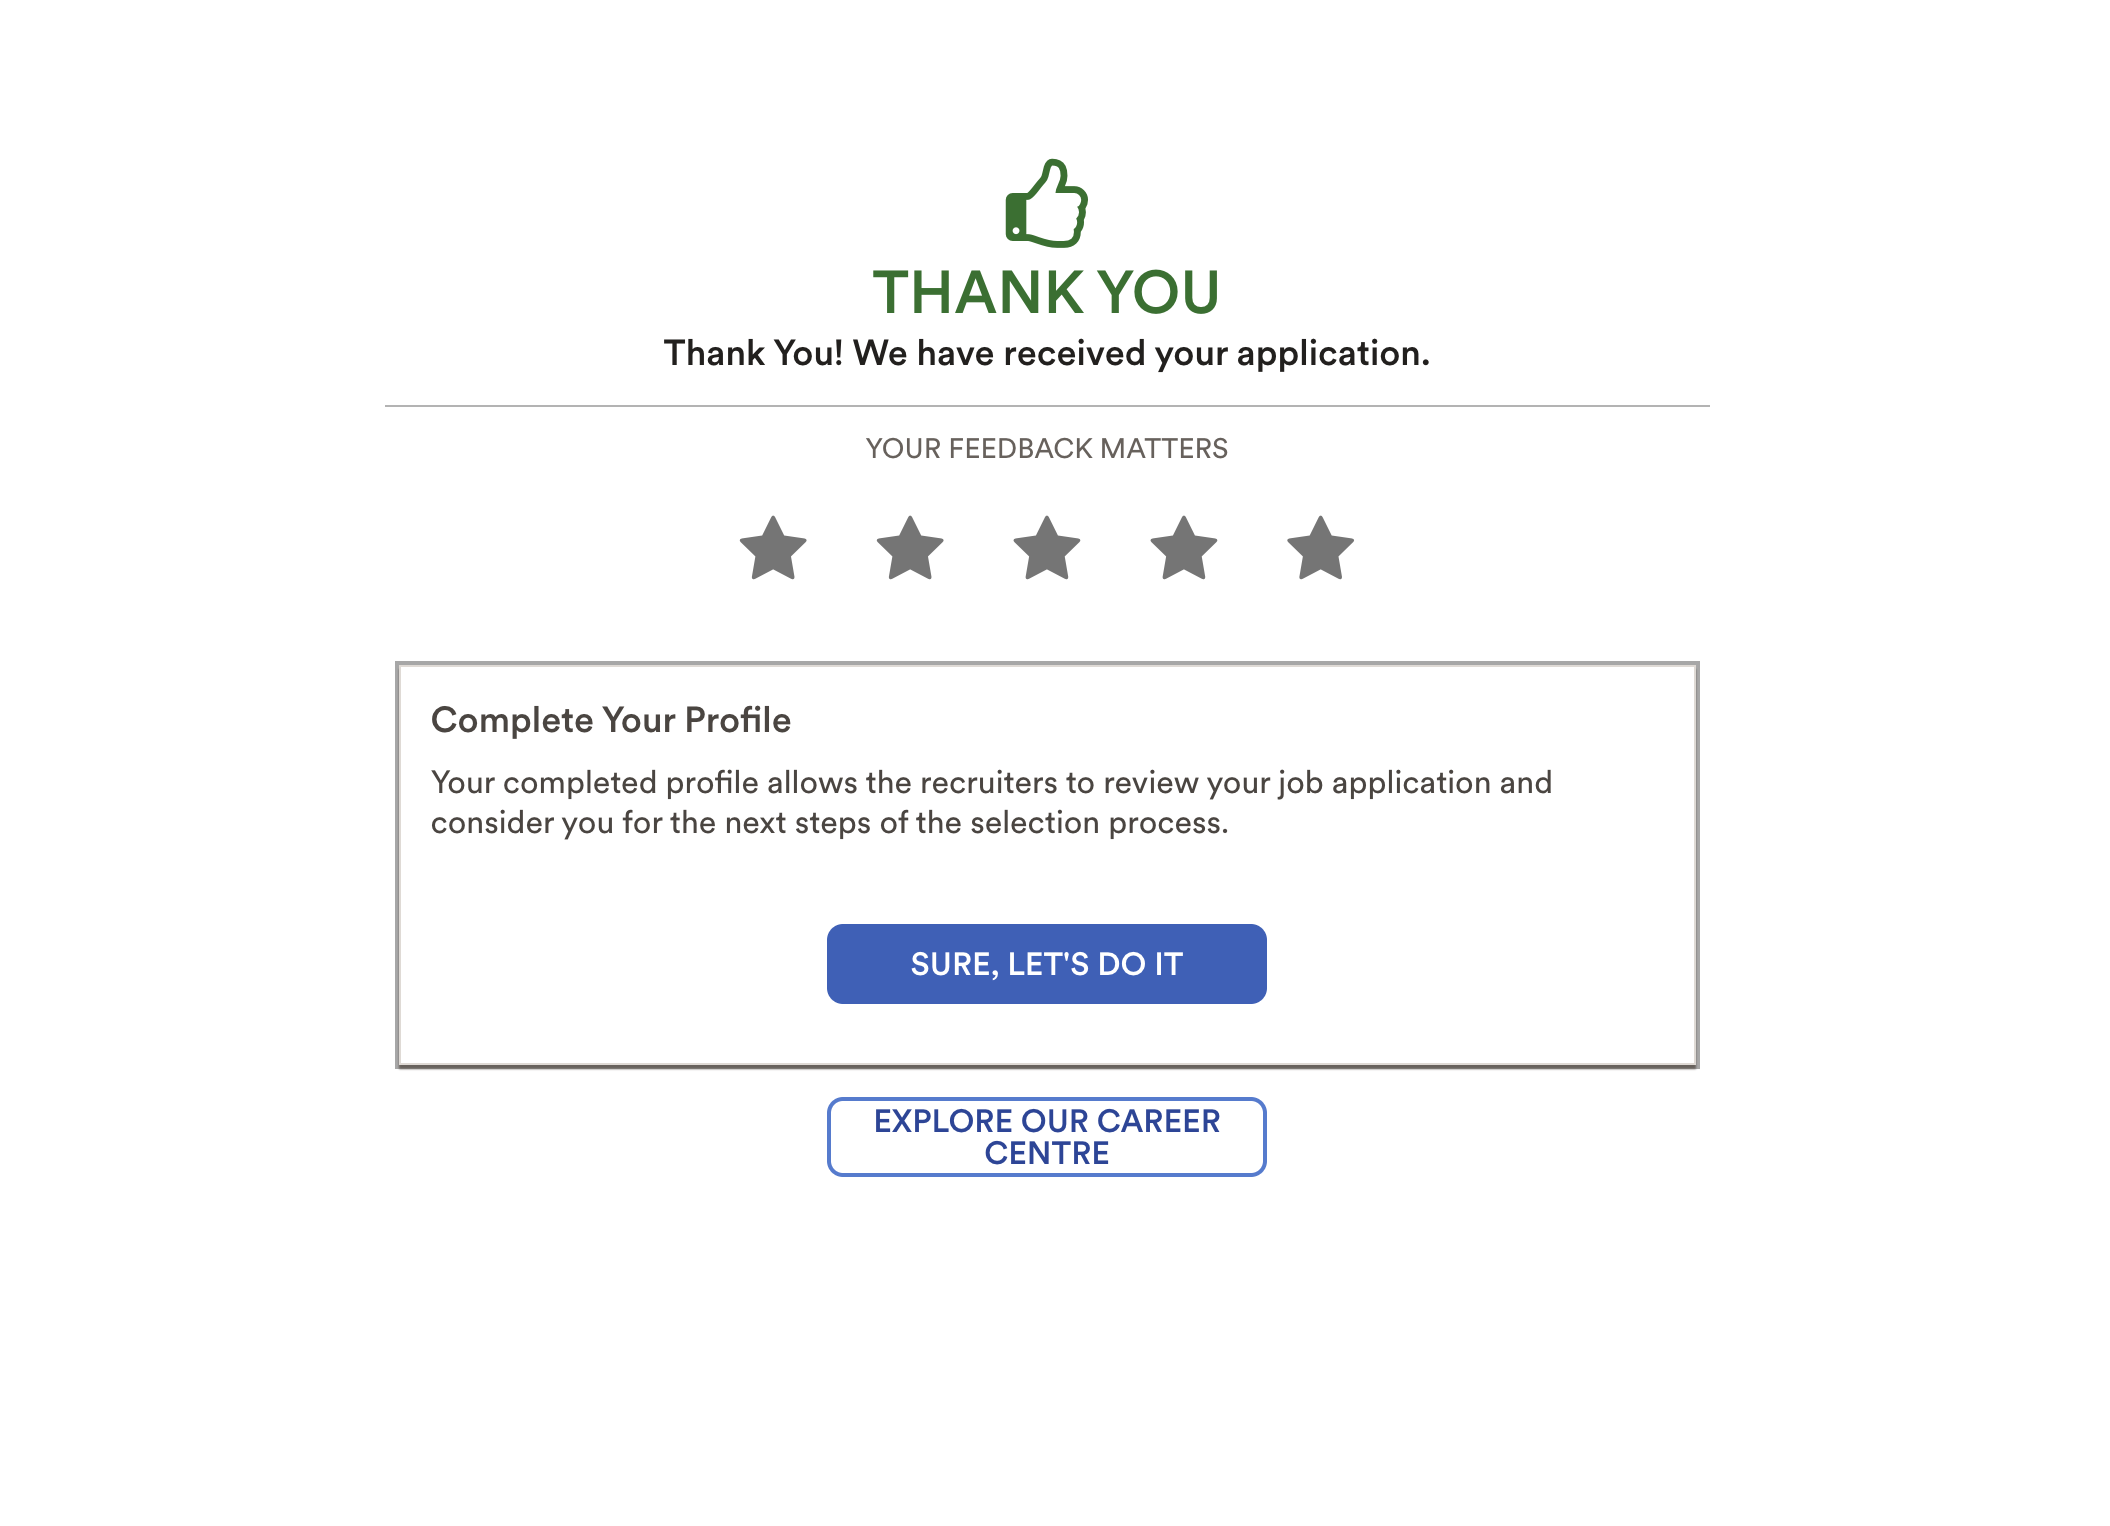 THANK YOU
Thank You! We have received your application.
YOUR FEEDBACK MATTERS
Complete Your Profile
Your completed profile allows the recruiters to review your job application and
consider you for the next steps of the selection process.
SURE, LET'S DO IT
EXPLORE OUR CAREER
CENTRE